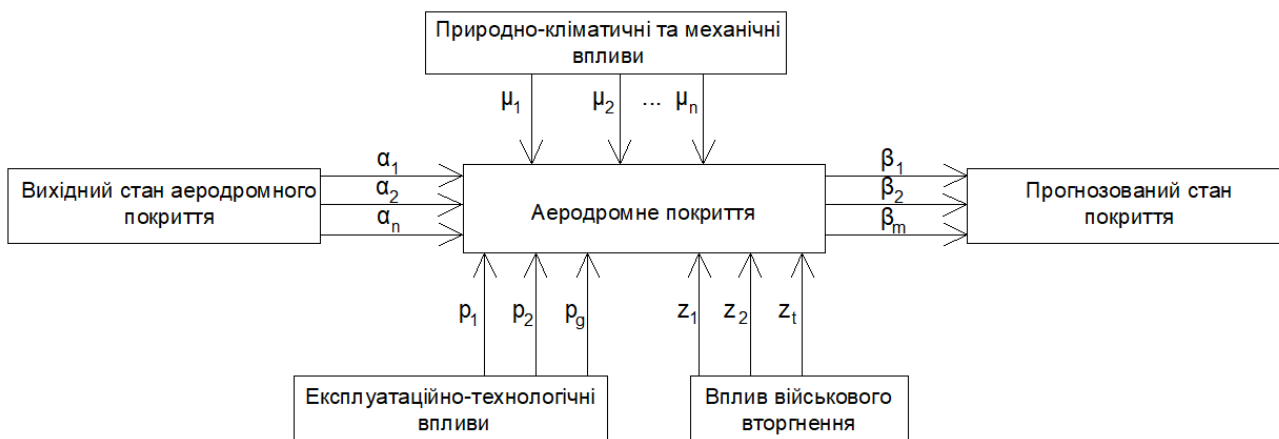 Природно-кліматичні та механічні
впливи
μ₁ μ₂ ... μₙ
Вихідний стан аеродромного
покриття
α₁
α₂
αₙ
Аеродромне покриття
β₁
β₂
βₘ
Прогнозований стан
покриття
p₁ p₂ p_g z₁ z₂ zₜ
Експлуатаційно-технологічні
впливи
Вплив військового
вторгнення